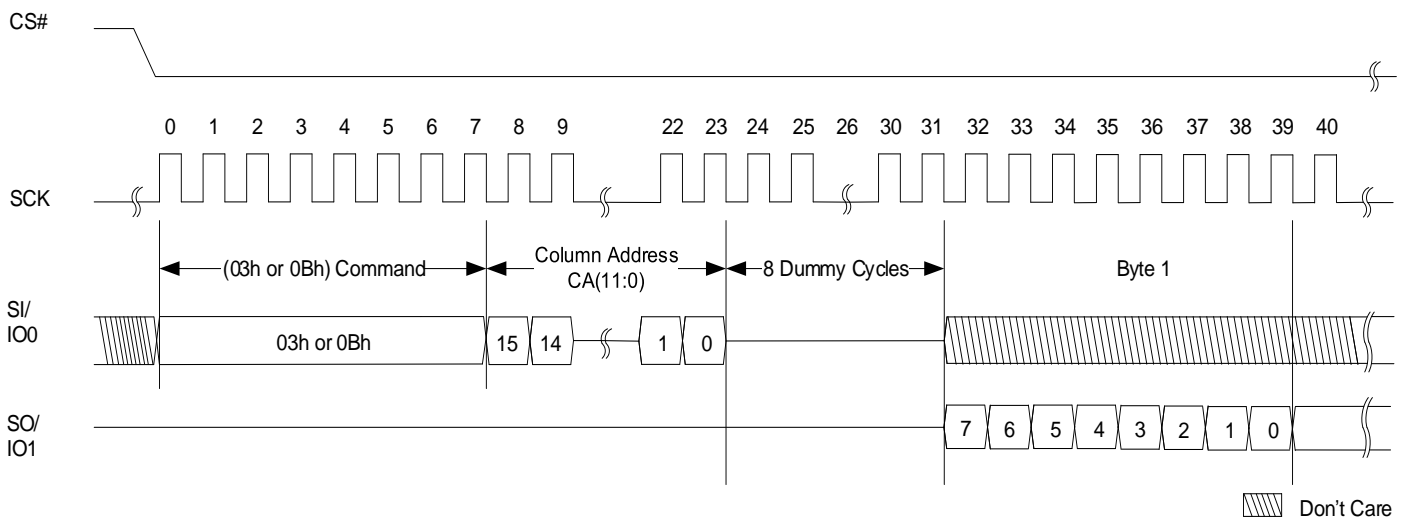 CS#
0 1 2 3 4 5 6 7 8 9 22 23 24 25 26 30 31 32 33 34 35 36 37 38 39 40
SCK
(03h or 0Bh) Command
Column Address
CA(11:0)
8 Dummy Cycles
Byte 1
SI/
IO0
03h or 0Bh
15 14 1 0
SO/
IO1
7 6 5 4 3 2 1 0
Don't Care